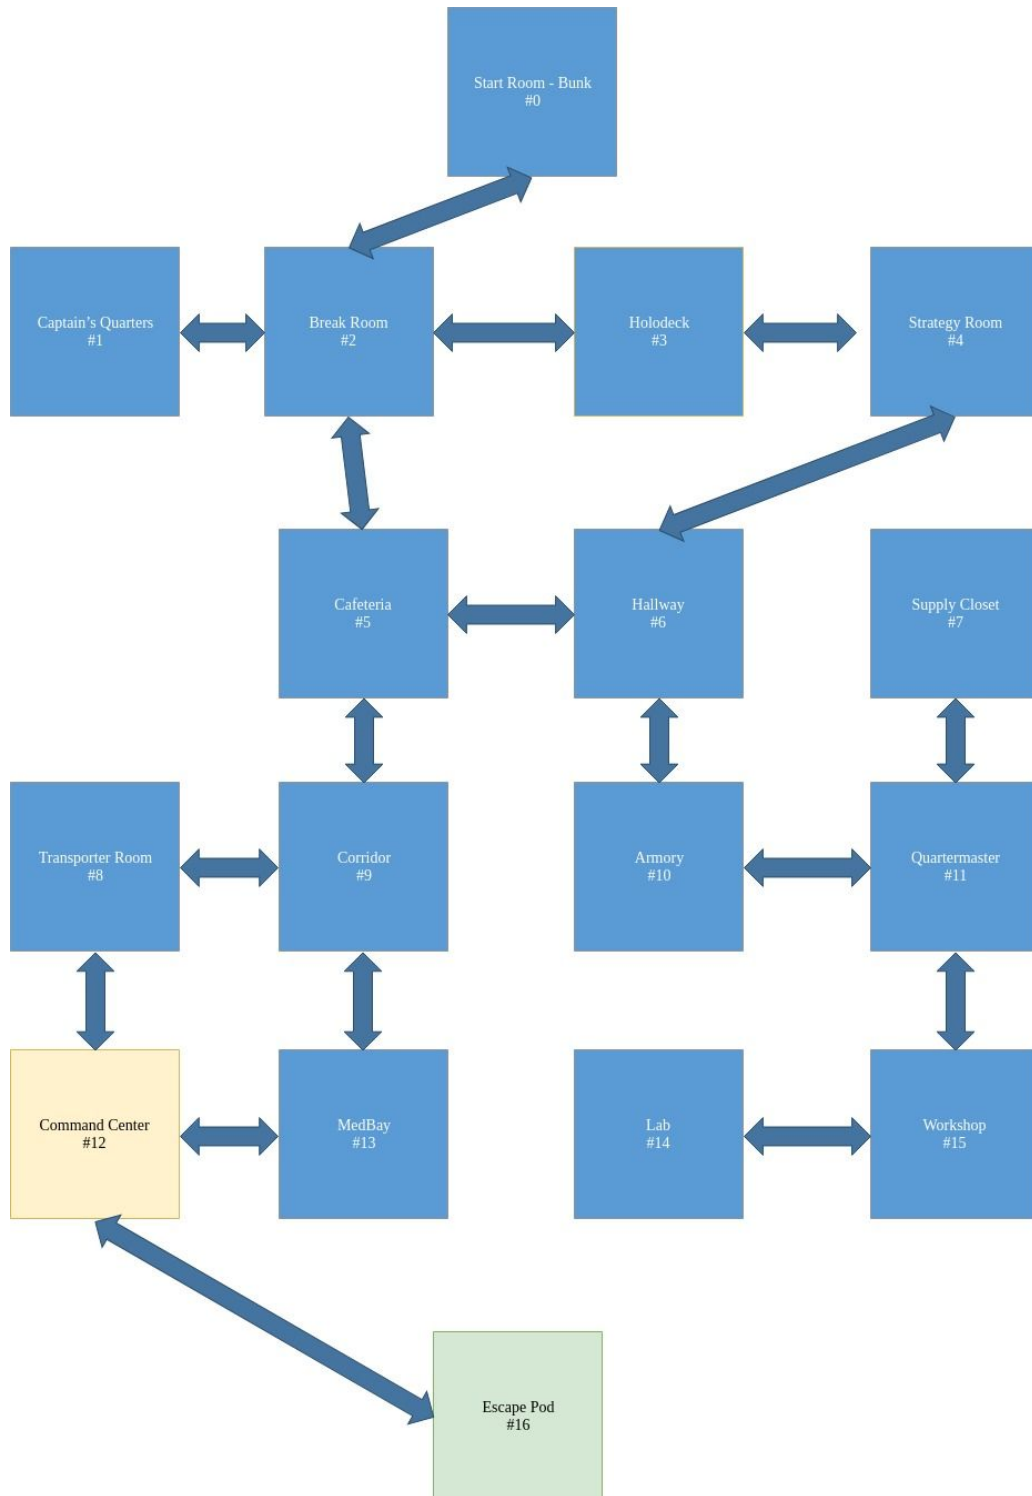 Start Room - Bunk
#0
Captain’s Quarters
#1
Break Room
#2
Holodeck
#3
Strategy Room
#4
Cafeteria
#5
Hallway
#6
Supply Closet
#7
Transporter Room
#8
Corridor
#9
Armory
#10
Quartermaster
#11
Command Center
#12
MedBay
#13
Lab
#14
Workshop
#15
Escape Pod
#16